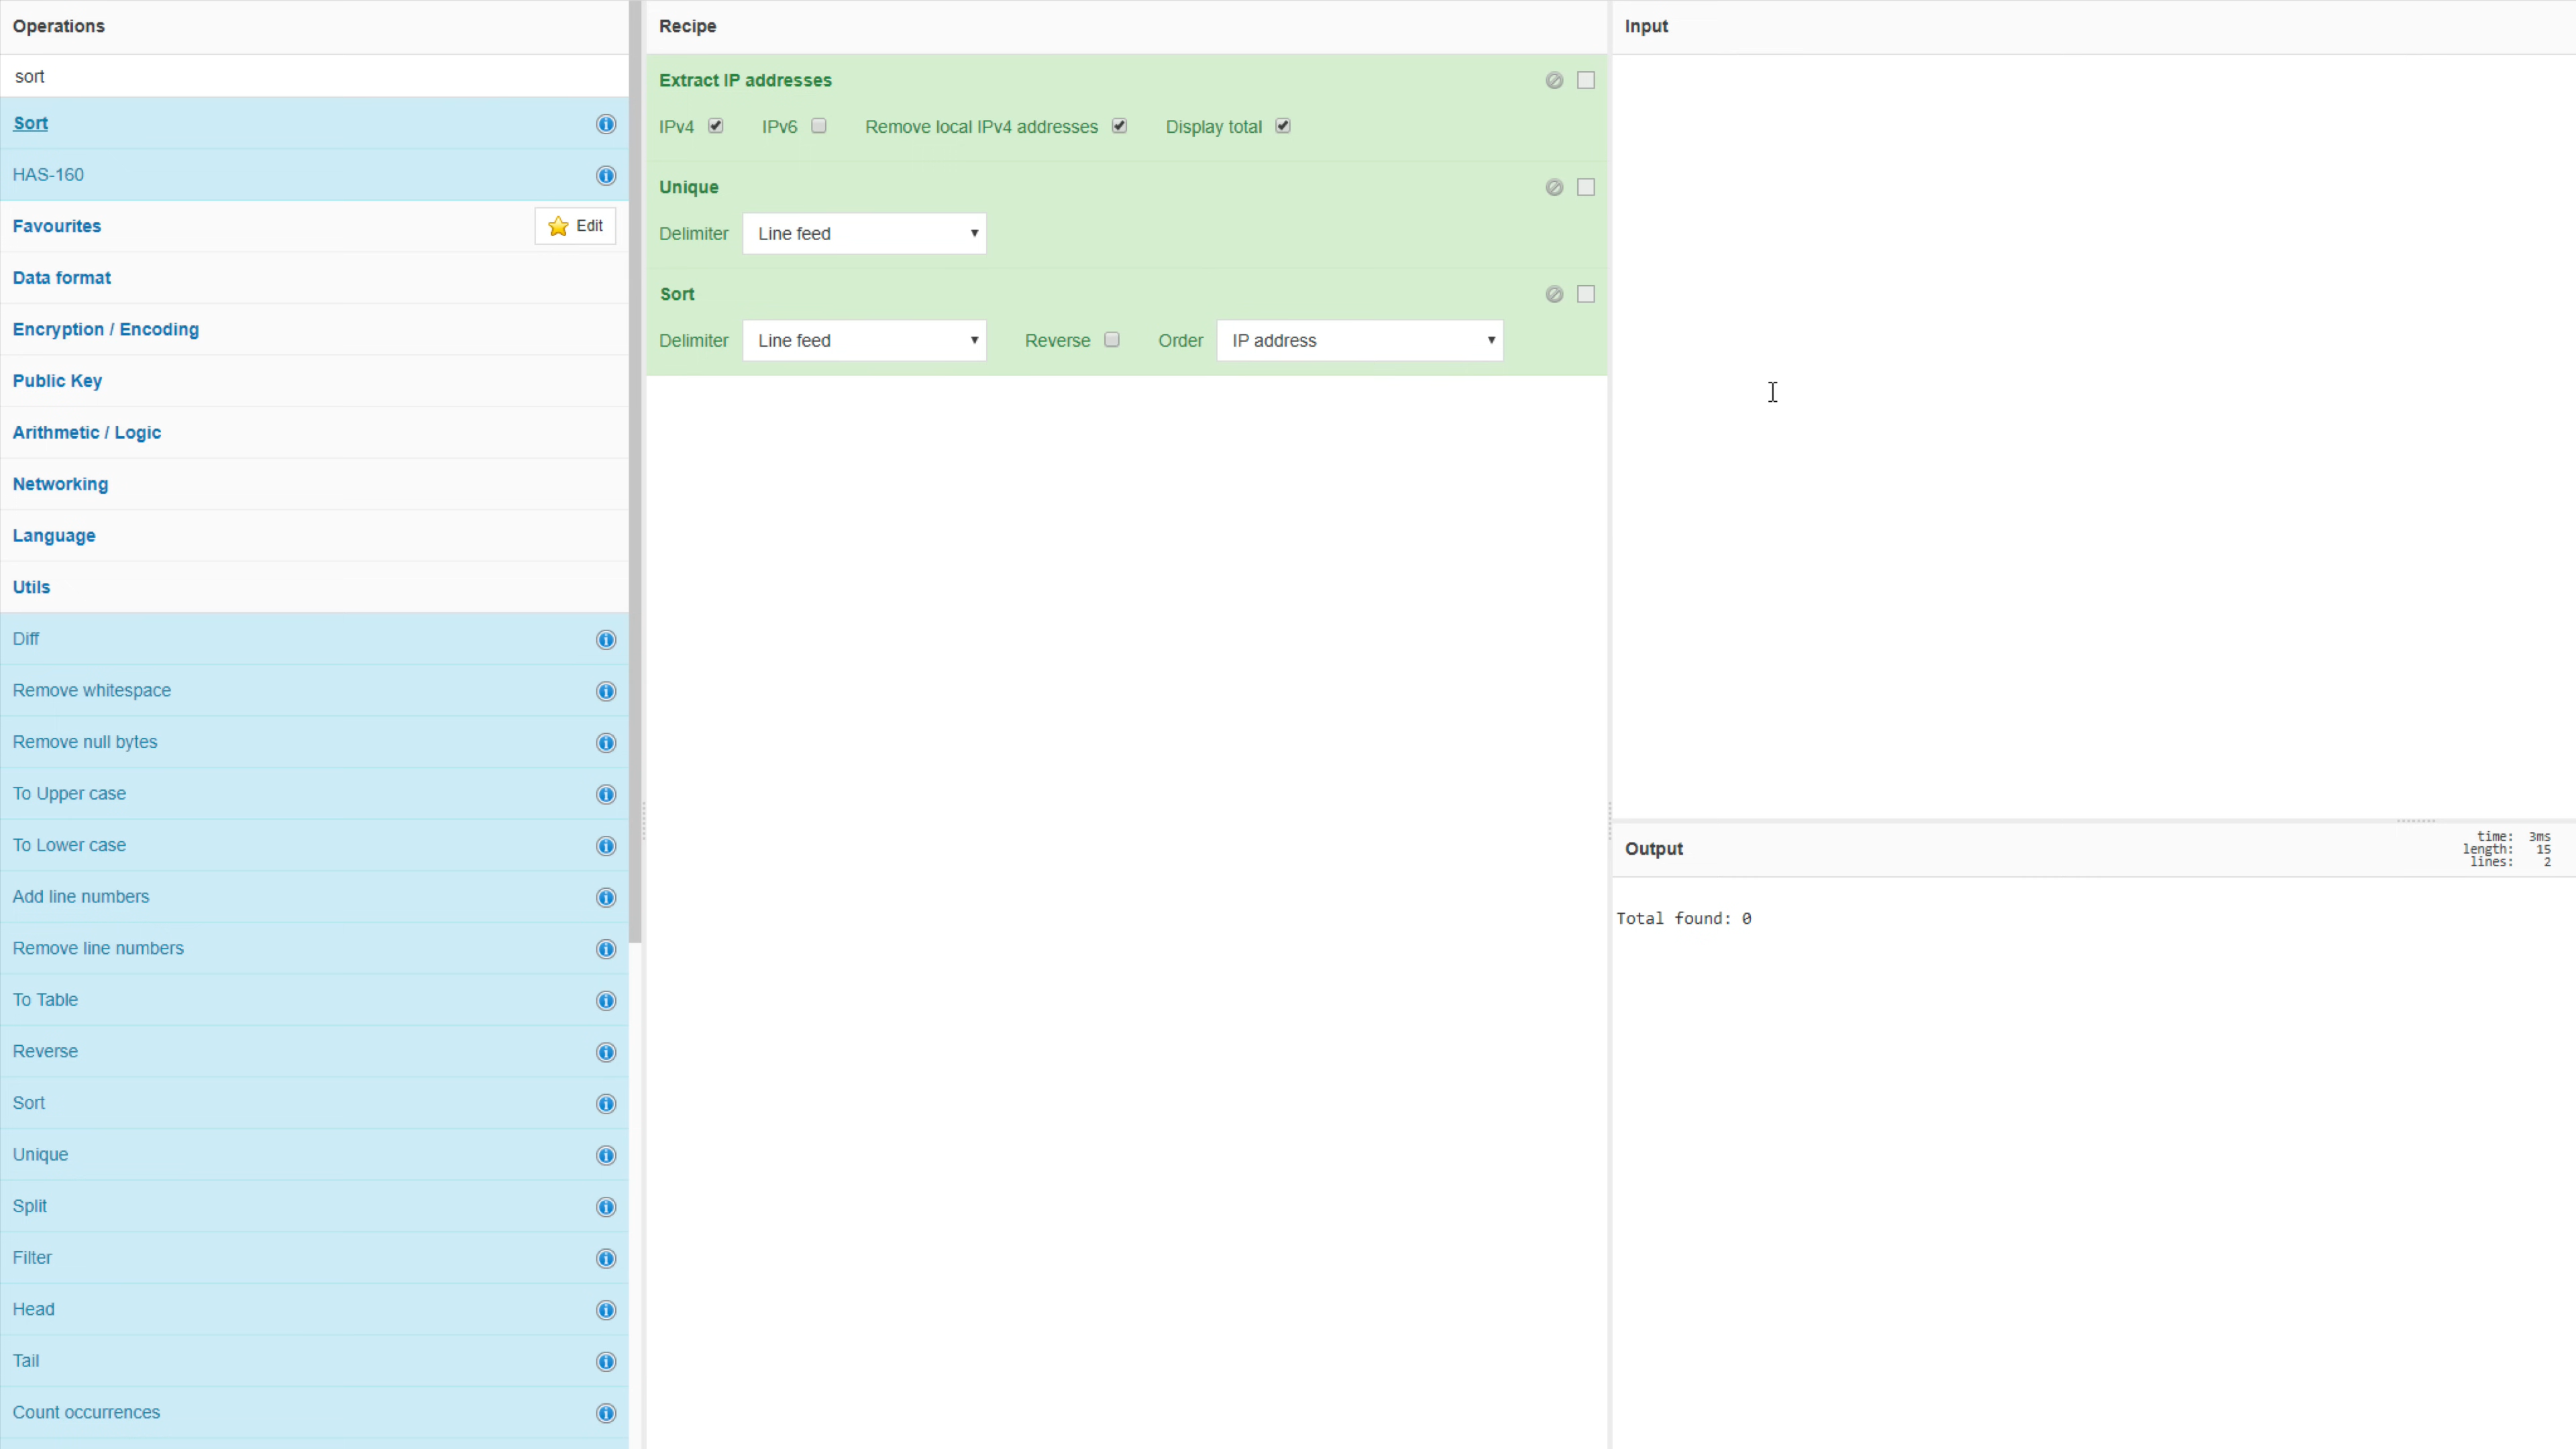 Operations
sort
Sort
HAS-160
Favourites Edit
Data format
Encryption / Encoding
Public Key
Arithmetic / Logic
Networking
Language
Utils
Diff
Remove whitespace
Remove null bytes
To Upper case
To Lower case
Add line numbers
Remove line numbers
To Table
Reverse
Sort
Unique
Split
Filter
Head
Tail
Count occurrences
Recipe
Extract IP addresses
IPv4 IPv6 Remove local IPv4 addresses Display total
Unique
Delimiter Line feed
Sort
Delimiter Line feed Reverse Order IP address
Input
Output
time: 3ms
length: 15
lines: 2
Total found: 0